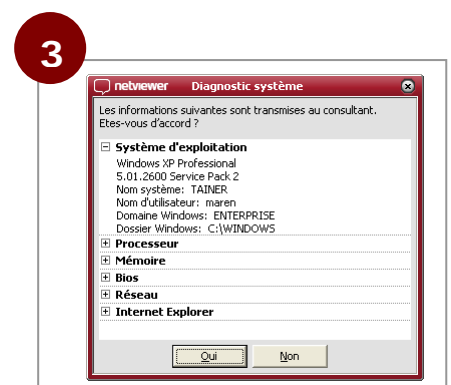 3
netviewer Diagnostic système
Les informations suivantes sont transmises au consultant.
Etes-vous d'accord ?
Système d'exploitation
Windows XP Professional
5.01.2600 Service Pack 2
Nom système: TAINER
Nom d'utilisateur: maren
Domaine Windows: ENTERPRISE
Dossier Windows: C:\WINDOWS
Processeur
Mémoire
Bios
Réseau
Internet Explorer
Oui Non